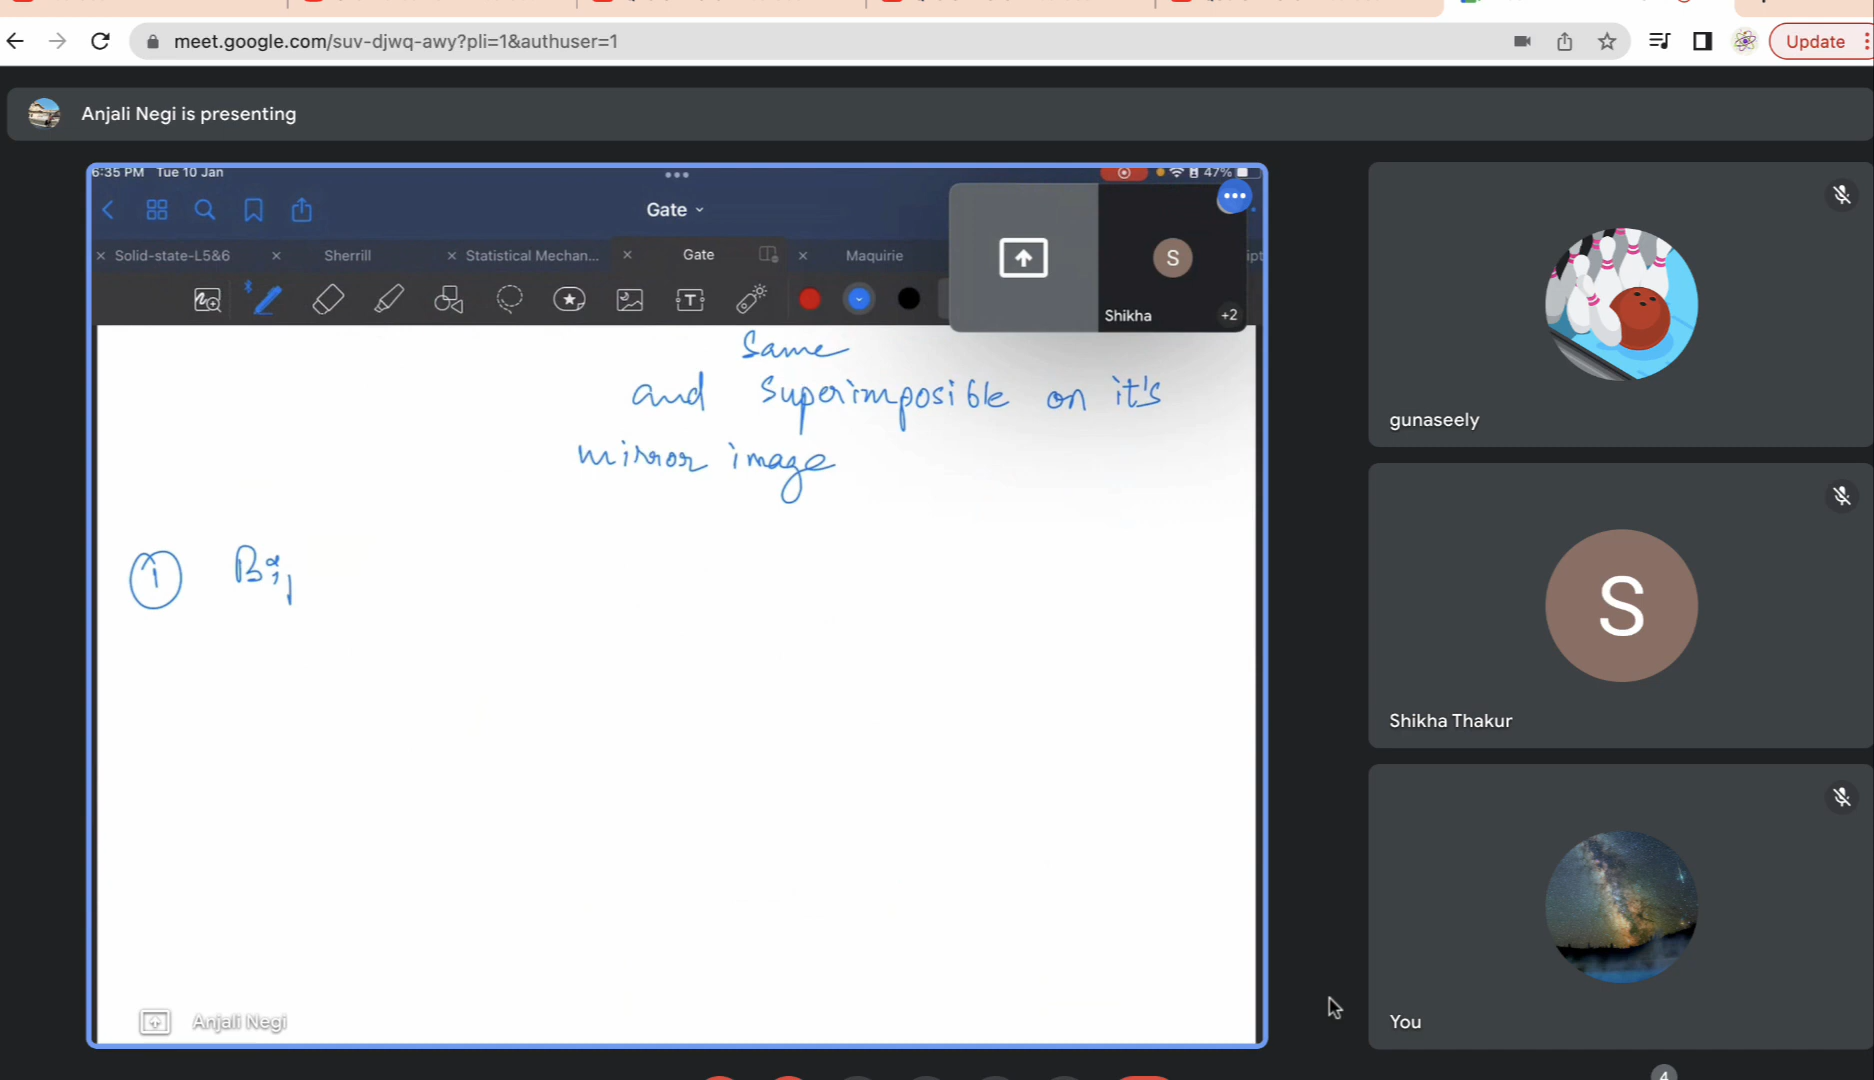 meet.google.com/suv-djwq-awy?pli=1&authuser=1
Update
Anjali Negi is presenting
6:35 PM Tue 10 Jan
47%
Gate
Solid-state-L5&6
Sherrill
Statistical Mechan...
Gate
Maquirie
S
Shikha
+2
Same
and Superimposible on it's
mirror image
1
Anjali Negi
gunaseely
S
Shikha Thakur
You
4